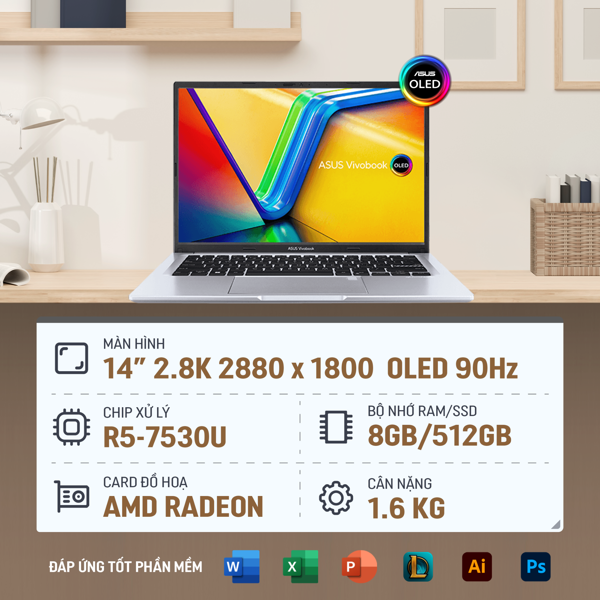 ASUS
OLED
ASUS Vivobook OLED
ASUS Vivobook
MÀN HÌNH
14” 2.8K 2880 x 1800 OLED 90Hz
CHIP XỬ LÝ
R5-7530U
BỘ NHỚ RAM/SSD
8GB/512GB
CARD ĐỒ HOẠ
AMD RADEON
CÂN NẶNG
1.6 KG
ĐÁP ỨNG TỐT PHẦN MỀM
W
X
P
L
Ai
Ps